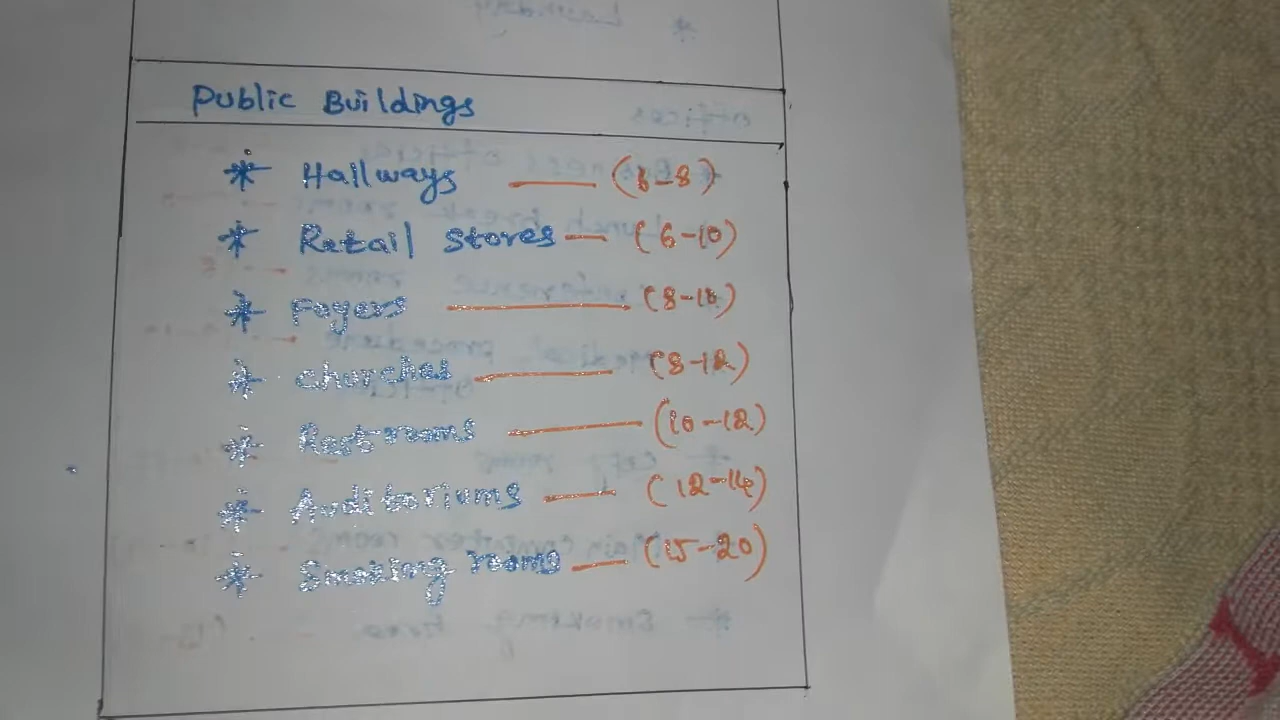 Public Buildings
* Hallways — (6-8)
* Retail Stores — (6-10)
* Foyers — (8-10)
* Churches — (8-12)
* Restrooms — (10-12)
* Auditoriums — (12-14)
* Smoking rooms — (15-20)